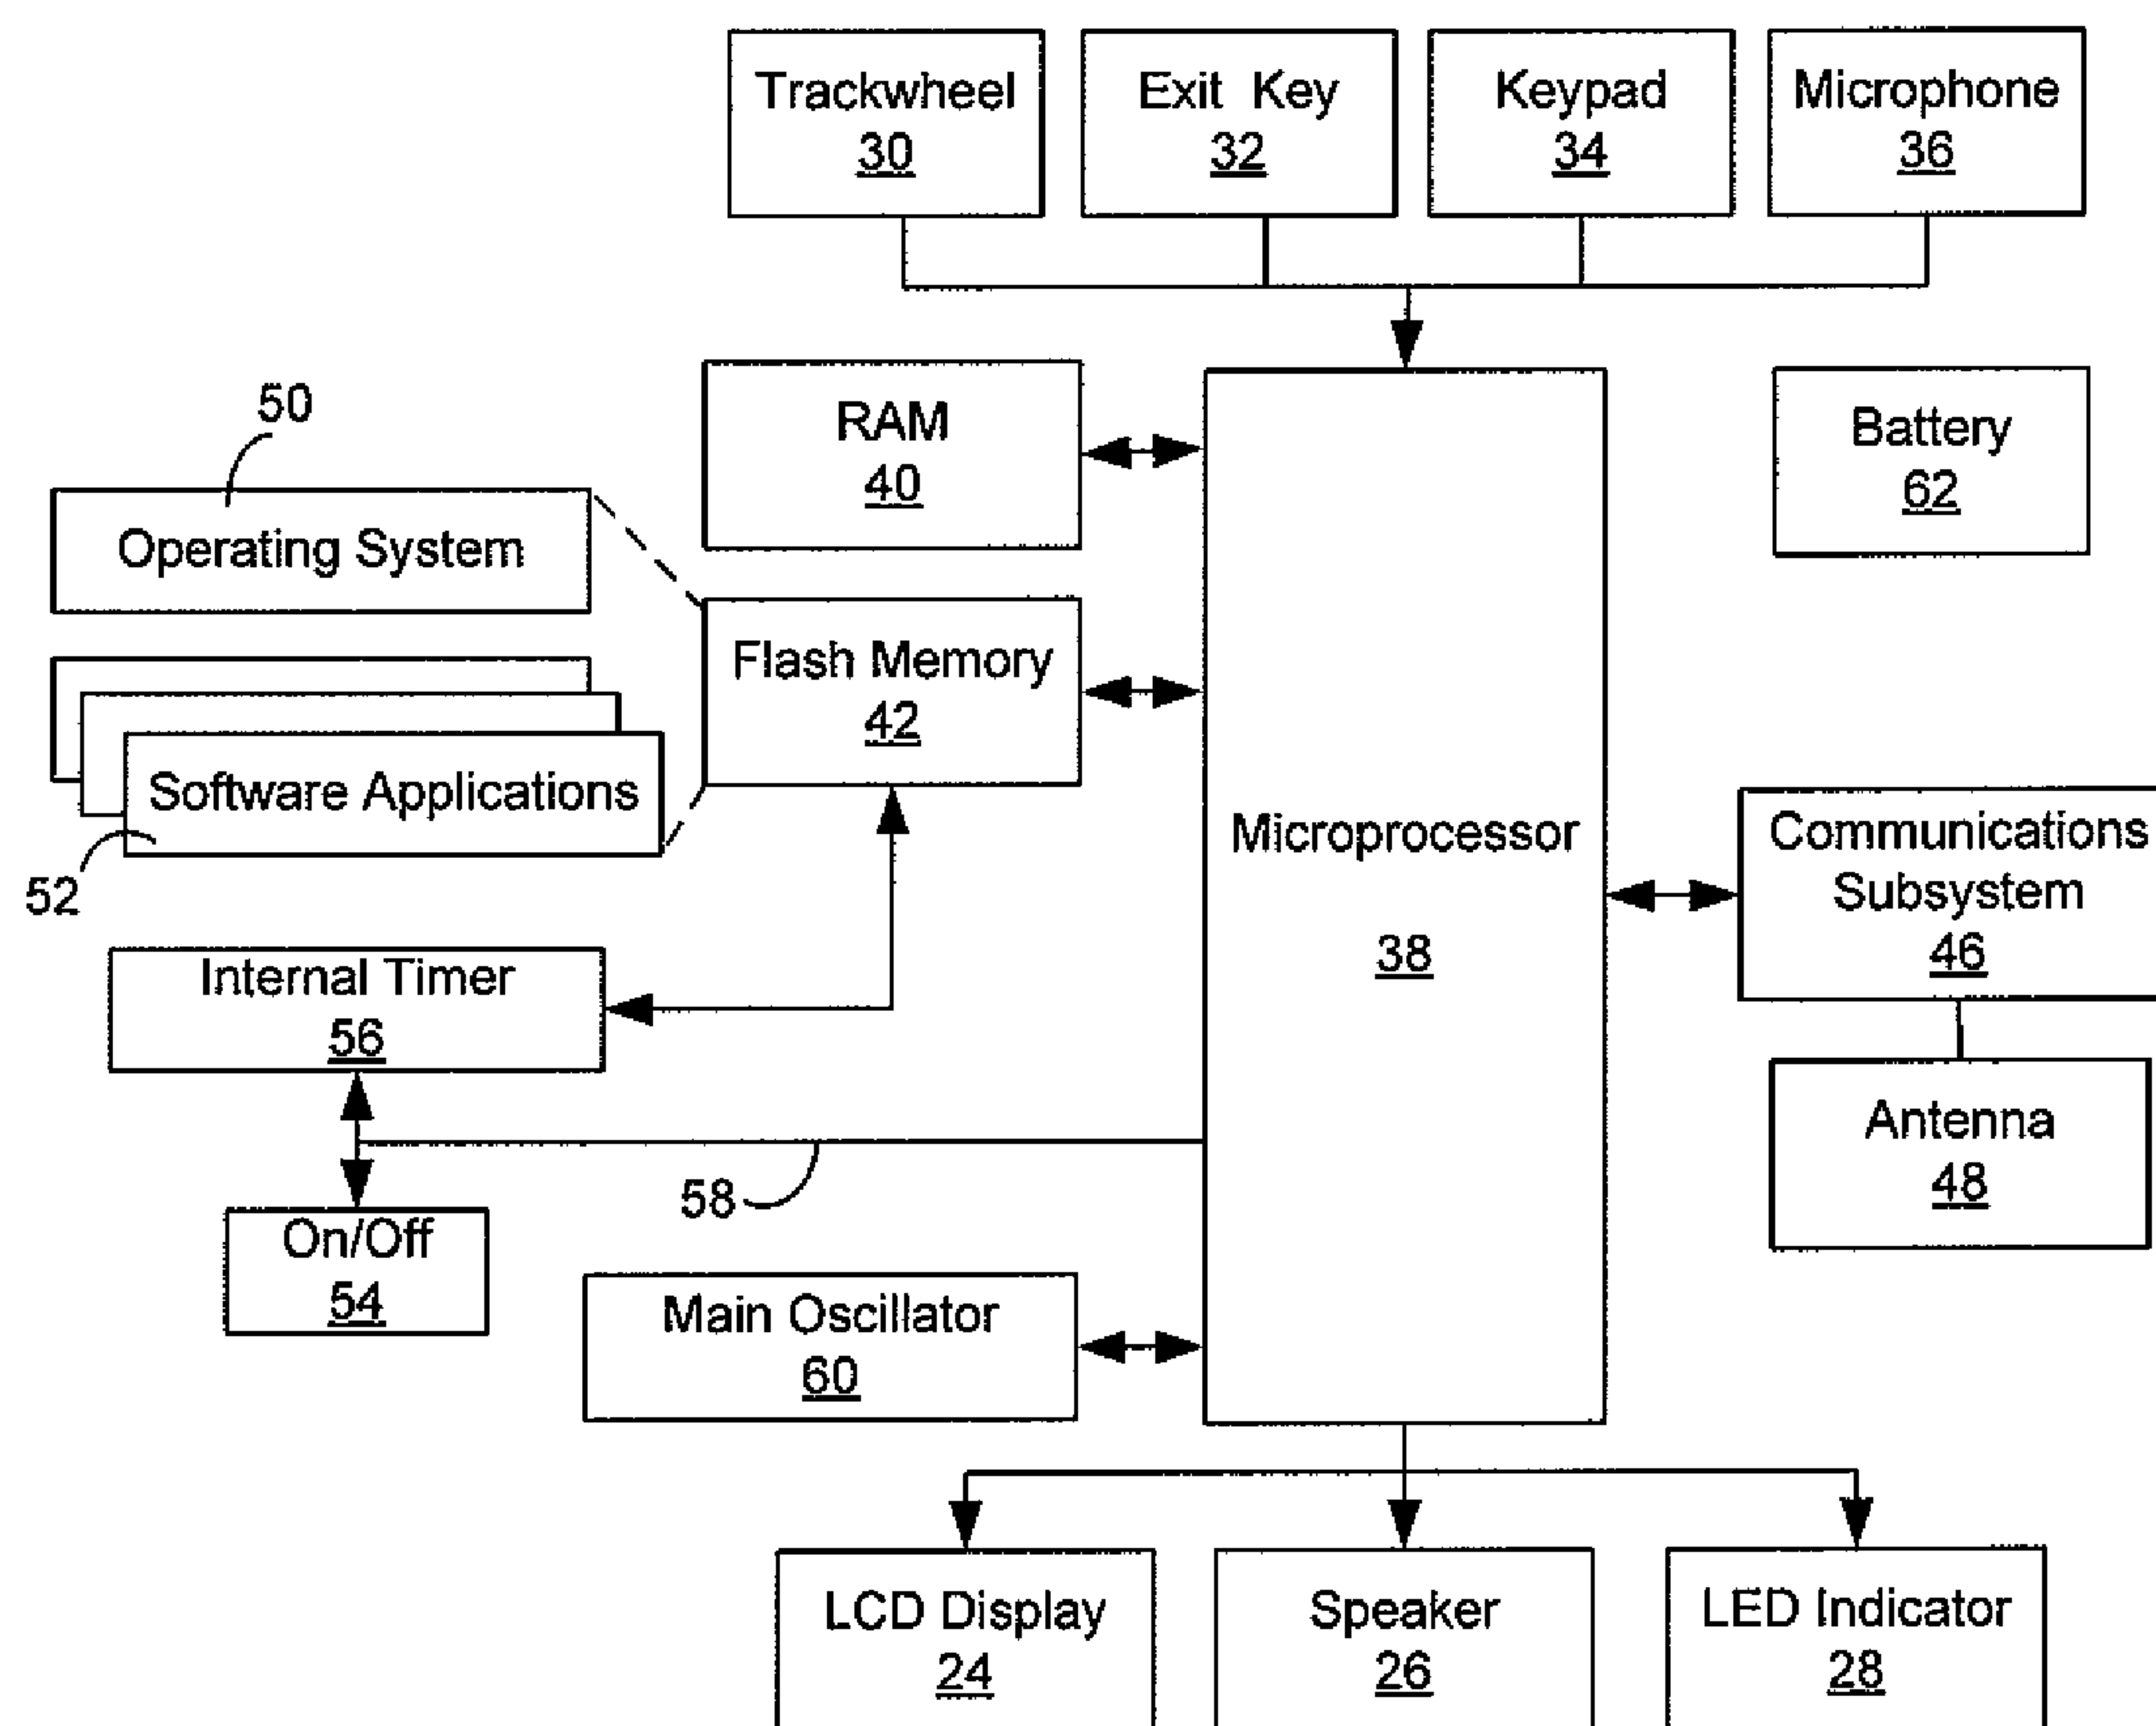 Trackwheel
30
Exit Key
32
Keypad
34
Microphone
36
RAM
40
Battery
62
50
Operating System
Flash Memory
42
Software Applications
52
Microprocessor
38
Communications
Subsystem
46
Internal Timer
56
Antenna
48
58
On/Off
54
Main Oscillator
60
LCD Display
24
Speaker
26
LED Indicator
28